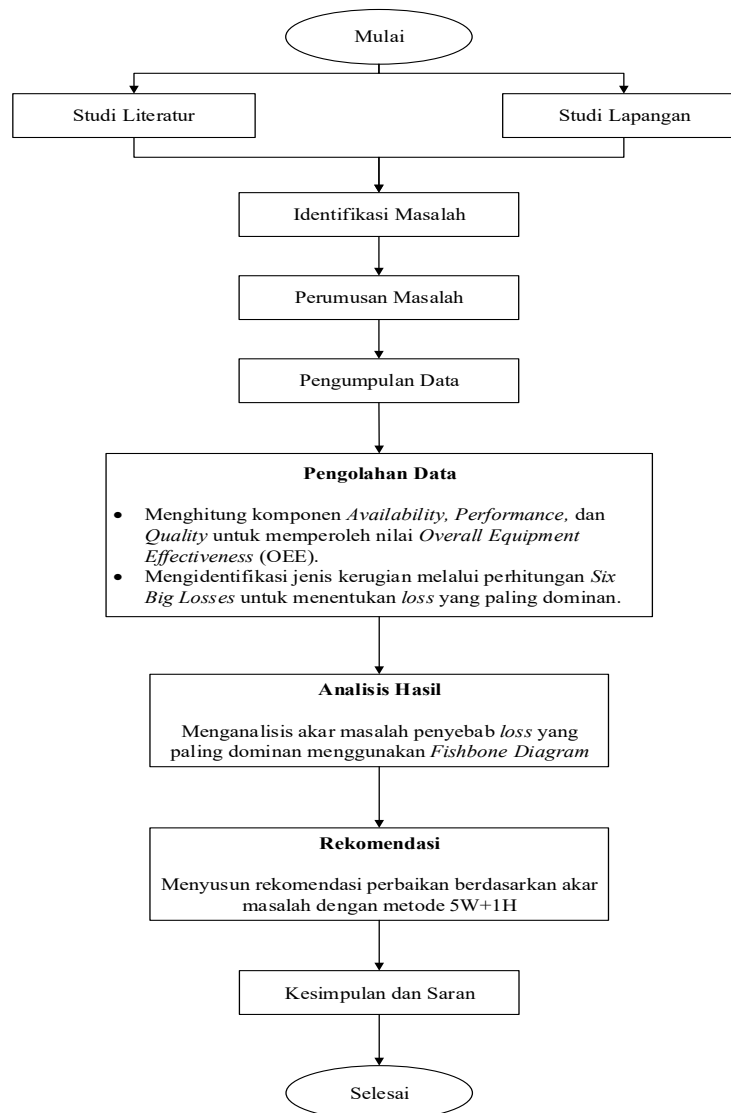 Mulai
Studi Literatur
Studi Lapangan
Identifikasi Masalah
Perumusan Masalah
Pengumpulan Data
Pengolahan Data
• Menghitung komponen Availability, Performance, dan
Quality untuk memperoleh nilai Overall Equipment
Effectiveness (OEE).
• Mengidentifikasi jenis kerugian melalui perhitungan Six
Big Losses untuk menentukan loss yang paling dominan.
Analisis Hasil
Menganalisis akar masalah penyebab loss yang
paling dominan menggunakan Fishbone Diagram
Rekomendasi
Menyusun rekomendasi perbaikan berdasarkan akar
masalah dengan metode 5W+1H
Kesimpulan dan Saran
Selesai